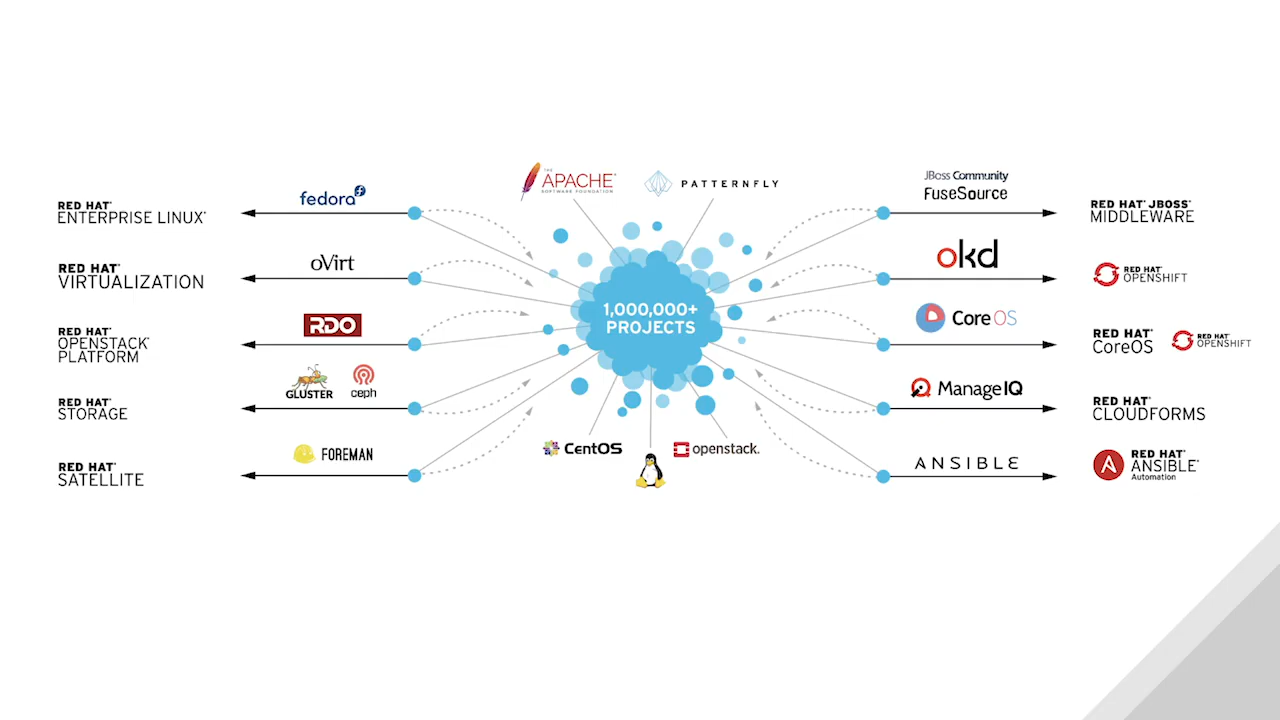 THE
APACHE®
SOFTWARE FOUNDATION
PATTERNFLY
fedora
RED HAT®
ENTERPRISE LINUX®
JBoss Community
FuseSource
RED HAT® JBOSS®
MIDDLEWARE
oVirt
RED HAT®
VIRTUALIZATION
okd
RED HAT®
OPENSHIFT
1,000,000+
PROJECTS
RDO
RED HAT®
OPENSTACK®
PLATFORM
CoreOS
RED HAT®
CoreOS
RED HAT®
OPENSHIFT
GLUSTER
ceph
RED HAT®
STORAGE
ManageIQ
RED HAT®
CLOUDFORMS
CentOS
openstack.
FOREMAN
RED HAT®
SATELLITE
ANSIBLE
A
RED HAT®
ANSIBLE®
Automation